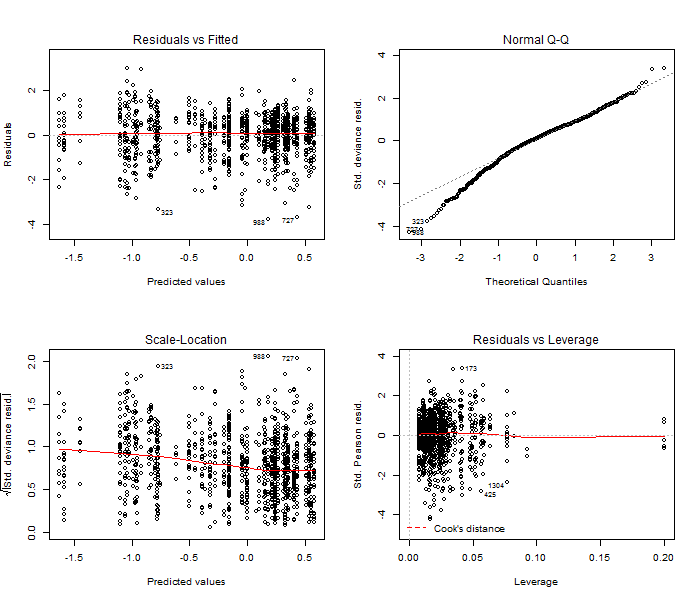 Residuals vs Fitted
Residuals
2
0
-2
-4
323
988
727
-1.5 -1.0 -0.5 0.0 0.5
Predicted values
Normal Q-Q
Std. deviance resid.
4
2
0
-2
-4
323
988
-3 -2 -1 0 1 2 3
Theoretical Quantiles
Scale-Location
√|Std. deviance resid.|
2.0
1.5
1.0
0.5
0.0
323
988
727
-1.5 -1.0 -0.5 0.0 0.5
Predicted values
Residuals vs Leverage
Std. Pearson resid.
4
2
0
-2
-4
173
1304
425
Cook's distance
0.00 0.05 0.10 0.15 0.20
Leverage